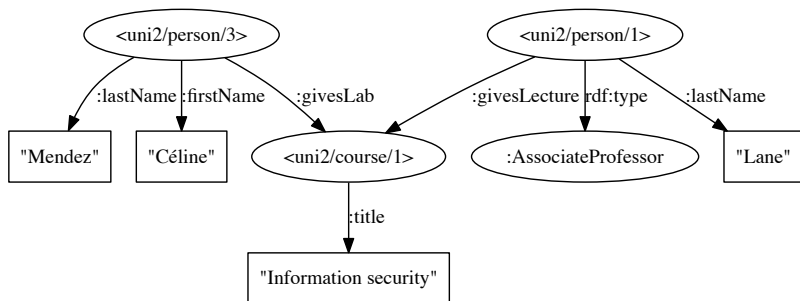 <uni2/person/3>
<uni2/person/1>
:lastName
:firstName
:givesLab
:givesLecture
rdf:type
:lastName
"Mendez"
"Céline"
<uni2/course/1>
:AssociateProfessor
"Lane"
:title
"Information security"